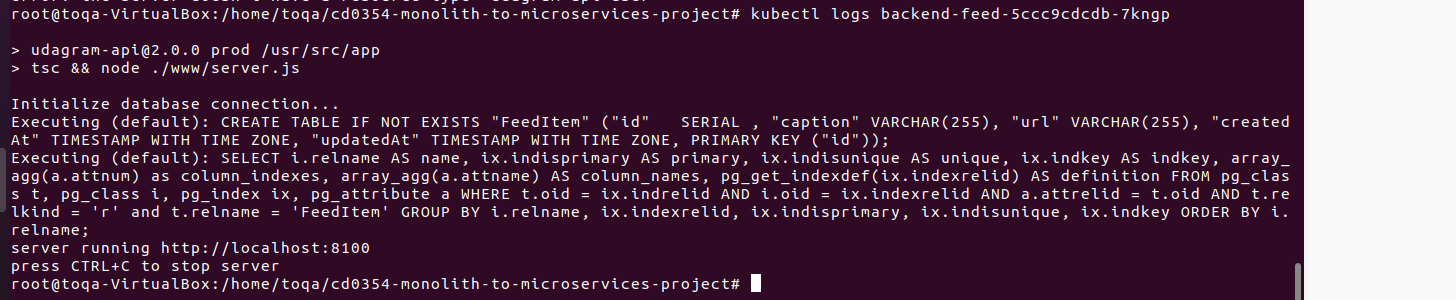 root@toqa-VirtualBox:/home/toqa/cd0354-monolith-to-microservices-project# kubectl logs backend-feed-5ccc9cdcdb-7kngp
> udagram-api@2.0.0 prod /usr/src/app
> tsc && node ./www/server.js
Initialize database connection...
Executing (default): CREATE TABLE IF NOT EXISTS "FeedItem" ("id"   SERIAL , "caption" VARCHAR(255), "url" VARCHAR(255), "created
At" TIMESTAMP WITH TIME ZONE, "updatedAt" TIMESTAMP WITH TIME ZONE, PRIMARY KEY ("id"));
Executing (default): SELECT i.relname AS name, ix.indisprimary AS primary, ix.indisunique AS unique, ix.indkey AS indkey, array_
agg(a.attnum) as column_indexes, array_agg(a.attname) AS column_names, pg_get_indexdef(ix.indexrelid) AS definition FROM pg_clas
s t, pg_class i, pg_index ix, pg_attribute a WHERE t.oid = ix.indrelid AND i.oid = ix.indexrelid AND a.attrelid = t.oid AND t.re
lkind = 'r' and t.relname = 'FeedItem' GROUP BY i.relname, ix.indexrelid, ix.indisprimary, ix.indisunique, ix.indkey ORDER BY i.
relname;
server running http://localhost:8100
press CTRL+C to stop server
root@toqa-VirtualBox:/home/toqa/cd0354-monolith-to-microservices-project#